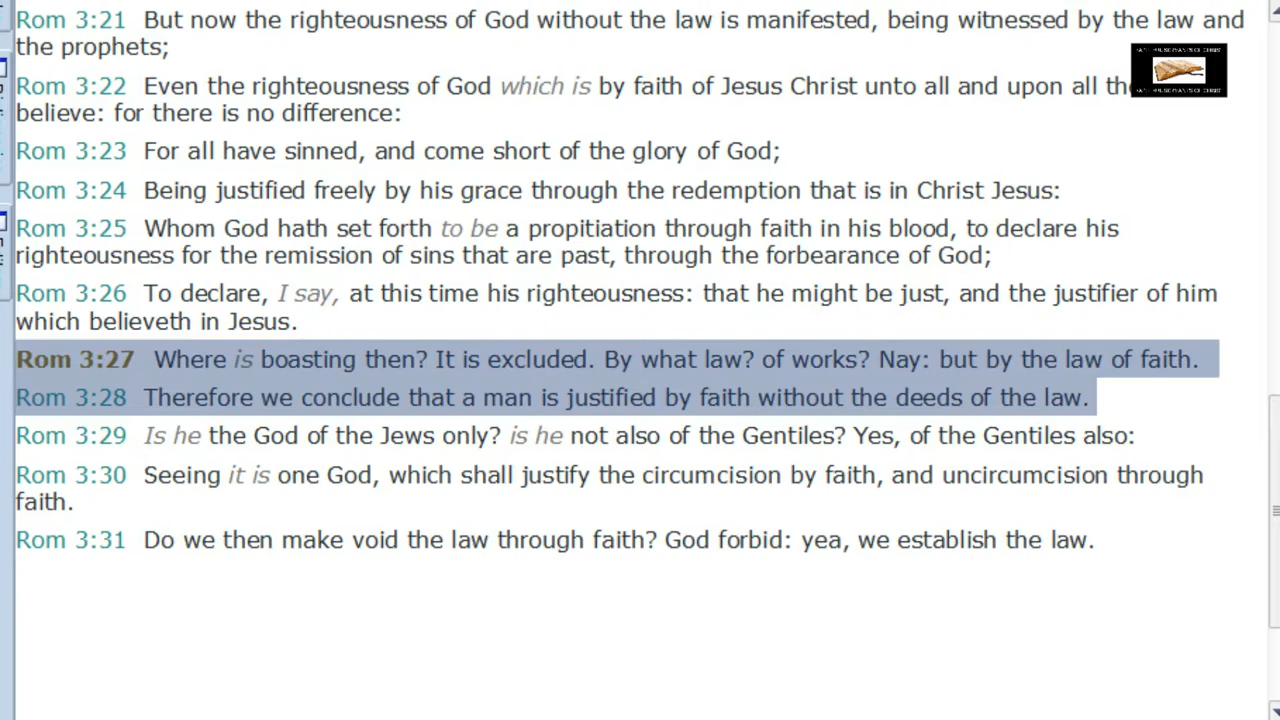 Rom 3:21 But now the righteousness of God without the law is manifested, being witnessed by the law and
the prophets;
Rom 3:22 Even the righteousness of God which is by faith of Jesus Christ unto all and upon all
believe: for there is no difference:
Rom 3:23 For all have sinned, and come short of the glory of God;
Rom 3:24 Being justified freely by his grace through the redemption that is in Christ Jesus:
Rom 3:25 Whom God hath set forth to be a propitiation through faith in his blood, to declare his
righteousness for the remission of sins that are past, through the forbearance of God;
Rom 3:26 To declare, I say, at this time his righteousness: that he might be just, and the justifier of him
which believeth in Jesus.
Rom 3:27 Where is boasting then? It is excluded. By what law? of works? Nay: but by the law of faith.
Rom 3:28 Therefore we conclude that a man is justified by faith without the deeds of the law.
Rom 3:29 Is he the God of the Jews only? is he not also of the Gentiles? Yes, of the Gentiles also:
Rom 3:30 Seeing it is one God, which shall justify the circumcision by faith, and uncircumcision through
faith.
Rom 3:31 Do we then make void the law through faith? God forbid: yea, we establish the law.